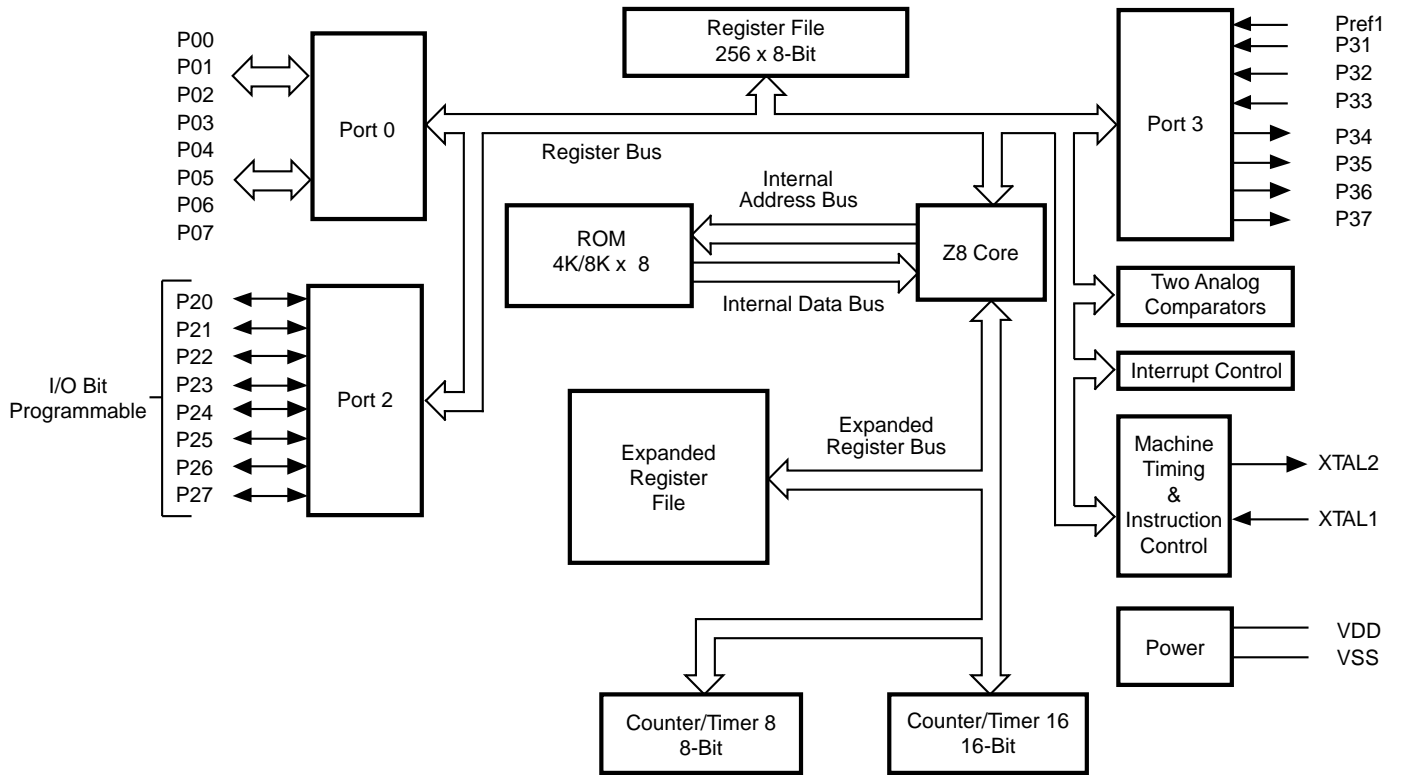 P00
P01
P02
P03
P04
P05
P06
P07
Port 0
Register File
256 x 8-Bit
Port 3
Pref1
P31
P32
P33
P34
P35
P36
P37
Register Bus
Internal
Address Bus
ROM
4K/8K x 8
Z8 Core
Internal Data Bus
Two Analog
Comparators
Interrupt Control
I/O Bit
Programmable
P20
P21
P22
P23
P24
P25
P26
P27
Port 2
Expanded
Register
File
Expanded
Register Bus
Machine
Timing
&
Instruction
Control
XTAL2
XTAL1
Power
VDD
VSS
Counter/Timer 8
8-Bit
Counter/Timer 16
16-Bit